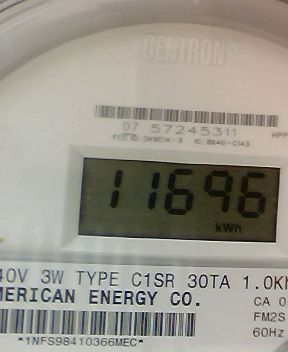 CENTRON®
07 57245311
11696
kWh
40V 3W TYPE C1SR 30TA 1.0Kh
MERICAN ENERGY CO.
CA 0
FM2S
60Hz
*1NFS98410366MEC*